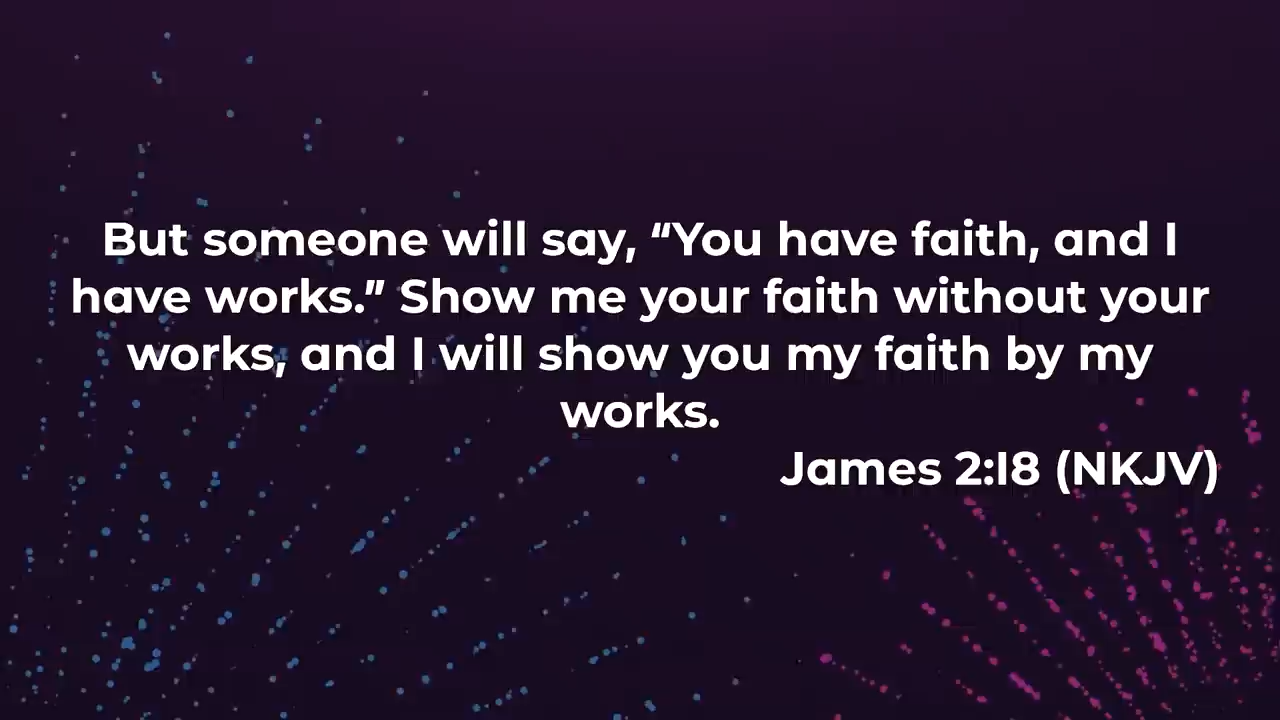 But someone will say, “You have faith, and I
have works.” Show me your faith without your
works, and I will show you my faith by my
works.
James 2:I8 (NKJV)